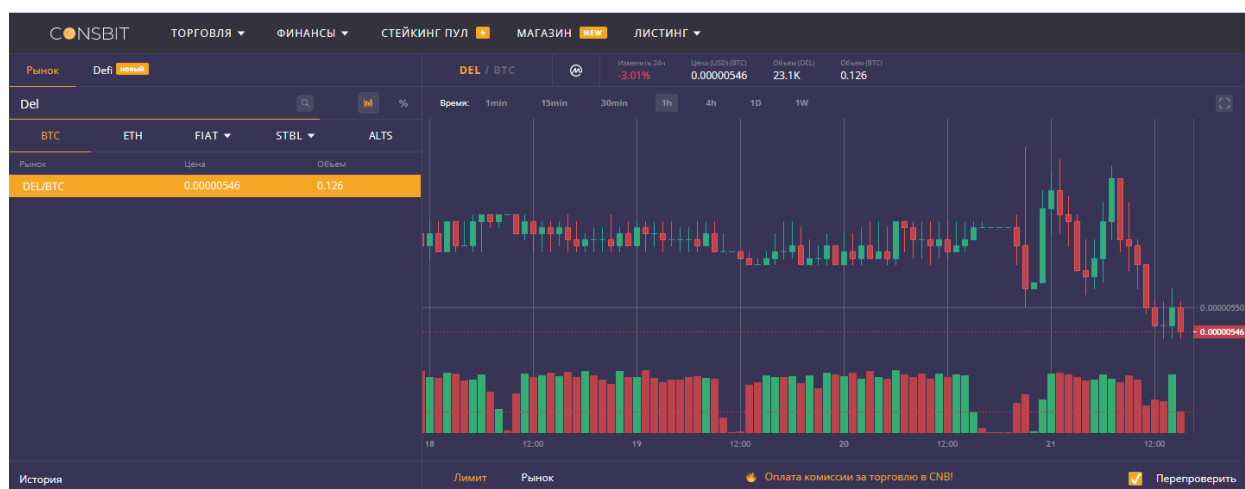 CONSBIT ТОРГОВЛЯ ФИНАНСЫ СТЕЙКИНГ ПУЛ МАГАЗИН NEW ЛИСТИНГ
Рынок Defi новый
DEL / BTC
Изменить 24ч
-3.01%
Цена (USD) (BTC)
0.00000546
Объем (DEL)
23.1K
Объем (BTC)
0.126
Del %
Время: 1min 15min 30min 1h 4h 1D 1W
BTC ETH FIAT STBL ALTS
Рынок Цена Объем
DEL/BTC 0.00000546 0.126
0.00000550
0.00000546
18 12:00 19 12:00 20 12:00 21 12:00
История
Лимит Рынок Оплата комиссии за торговлю в CNB! Перепроверить